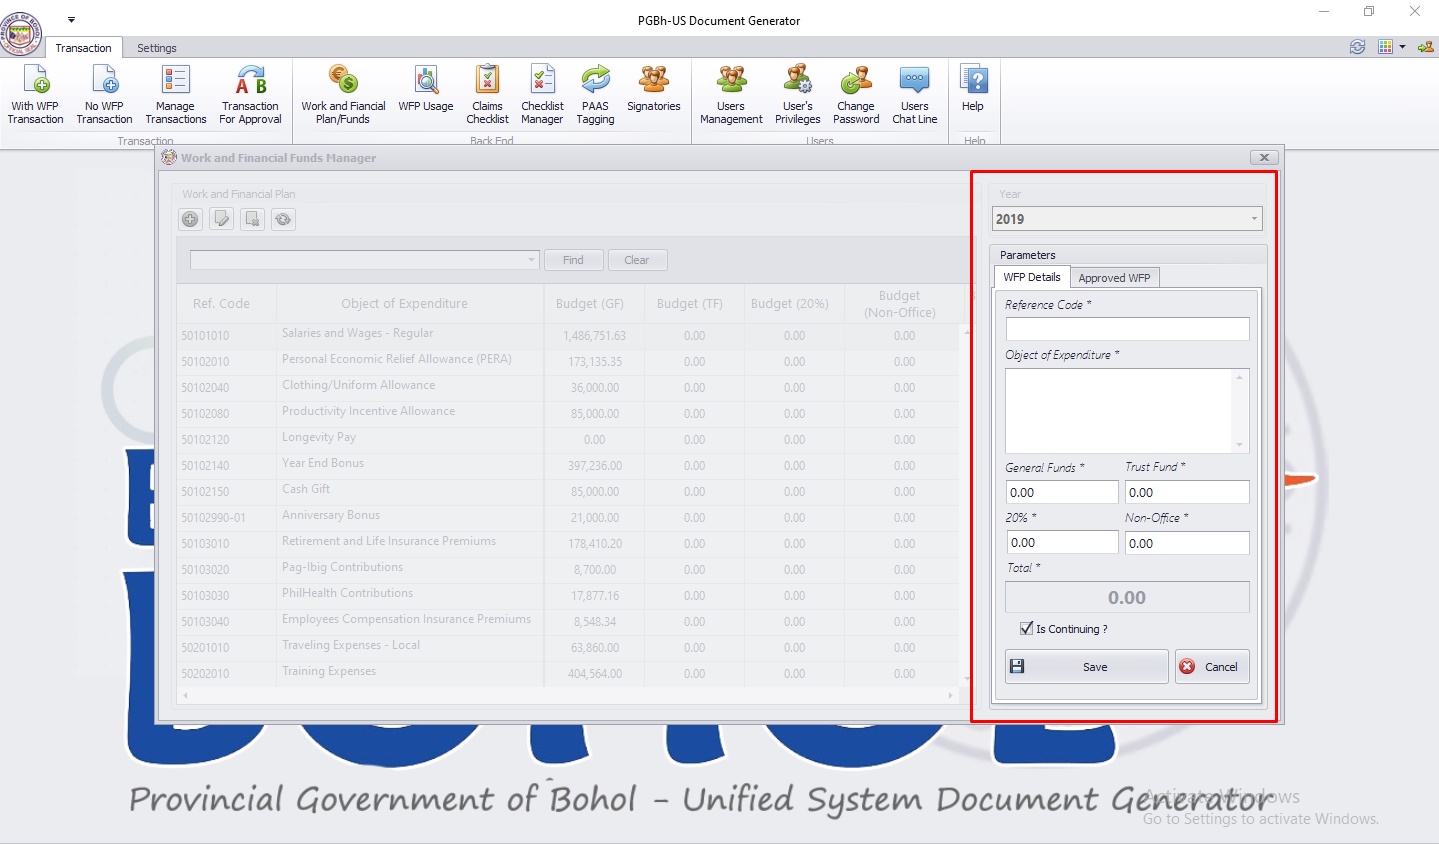 PGBh-US Document Generator
Transaction
Settings
With WFP Transaction
No WFP Transaction
Manage Transactions
Transaction For Approval
Work and Fiancial Plan/Funds
WFP Usage
Claims Checklist
Checklist Manager
PAAS Tagging
Signatories
Users Management
User's Privileges
Change Password
Users Chat Line
Help
Transaction
Back End
Users
Help
Work and Financial Funds Manager
Work and Financial Plan
Find
Clear
Ref. Code Object of Expenditure Budget (GF) Budget (TF) Budget (20%) Budget (Non-Office)
50101010 Salaries and Wages - Regular 1,486,751.63 0.00 0.00 0.00
50102010 Personal Economic Relief Allowance (PERA) 173,135.35 0.00 0.00 0.00
50102040 Clothing/Uniform Allowance 36,000.00 0.00 0.00 0.00
50102080 Productivity Incentive Allowance 85,000.00 0.00 0.00 0.00
50102120 Longevity Pay 0.00 0.00 0.00 0.00
50102140 Year End Bonus 397,236.00 0.00 0.00 0.00
50102150 Cash Gift 85,000.00 0.00 0.00 0.00
50102990-01 Anniversary Bonus 21,000.00 0.00 0.00 0.00
50103010 Retirement and Life Insurance Premiums 178,410.20 0.00 0.00 0.00
50103020 Pag-Ibig Contributions 8,700.00 0.00 0.00 0.00
50103030 PhilHealth Contributions 17,877.16 0.00 0.00 0.00
50103040 Employees Compensation Insurance Premiums 8,548.34 0.00 0.00 0.00
50201010 Traveling Expenses - Local 63,860.00 0.00 0.00 0.00
50202010 Training Expenses 404,564.00 0.00 0.00 0.00
Year
2019
Parameters
WFP Details
Approved WFP
Reference Code *
Object of Expenditure *
General Funds * Trust Fund *
0.00 0.00
20% * Non-Office *
0.00 0.00
Total *
0.00
Is Continuing ?
Save
Cancel
Provincial Government of Bohol - Unified System Document Generator
Activate Windows
Go to Settings to activate Windows.